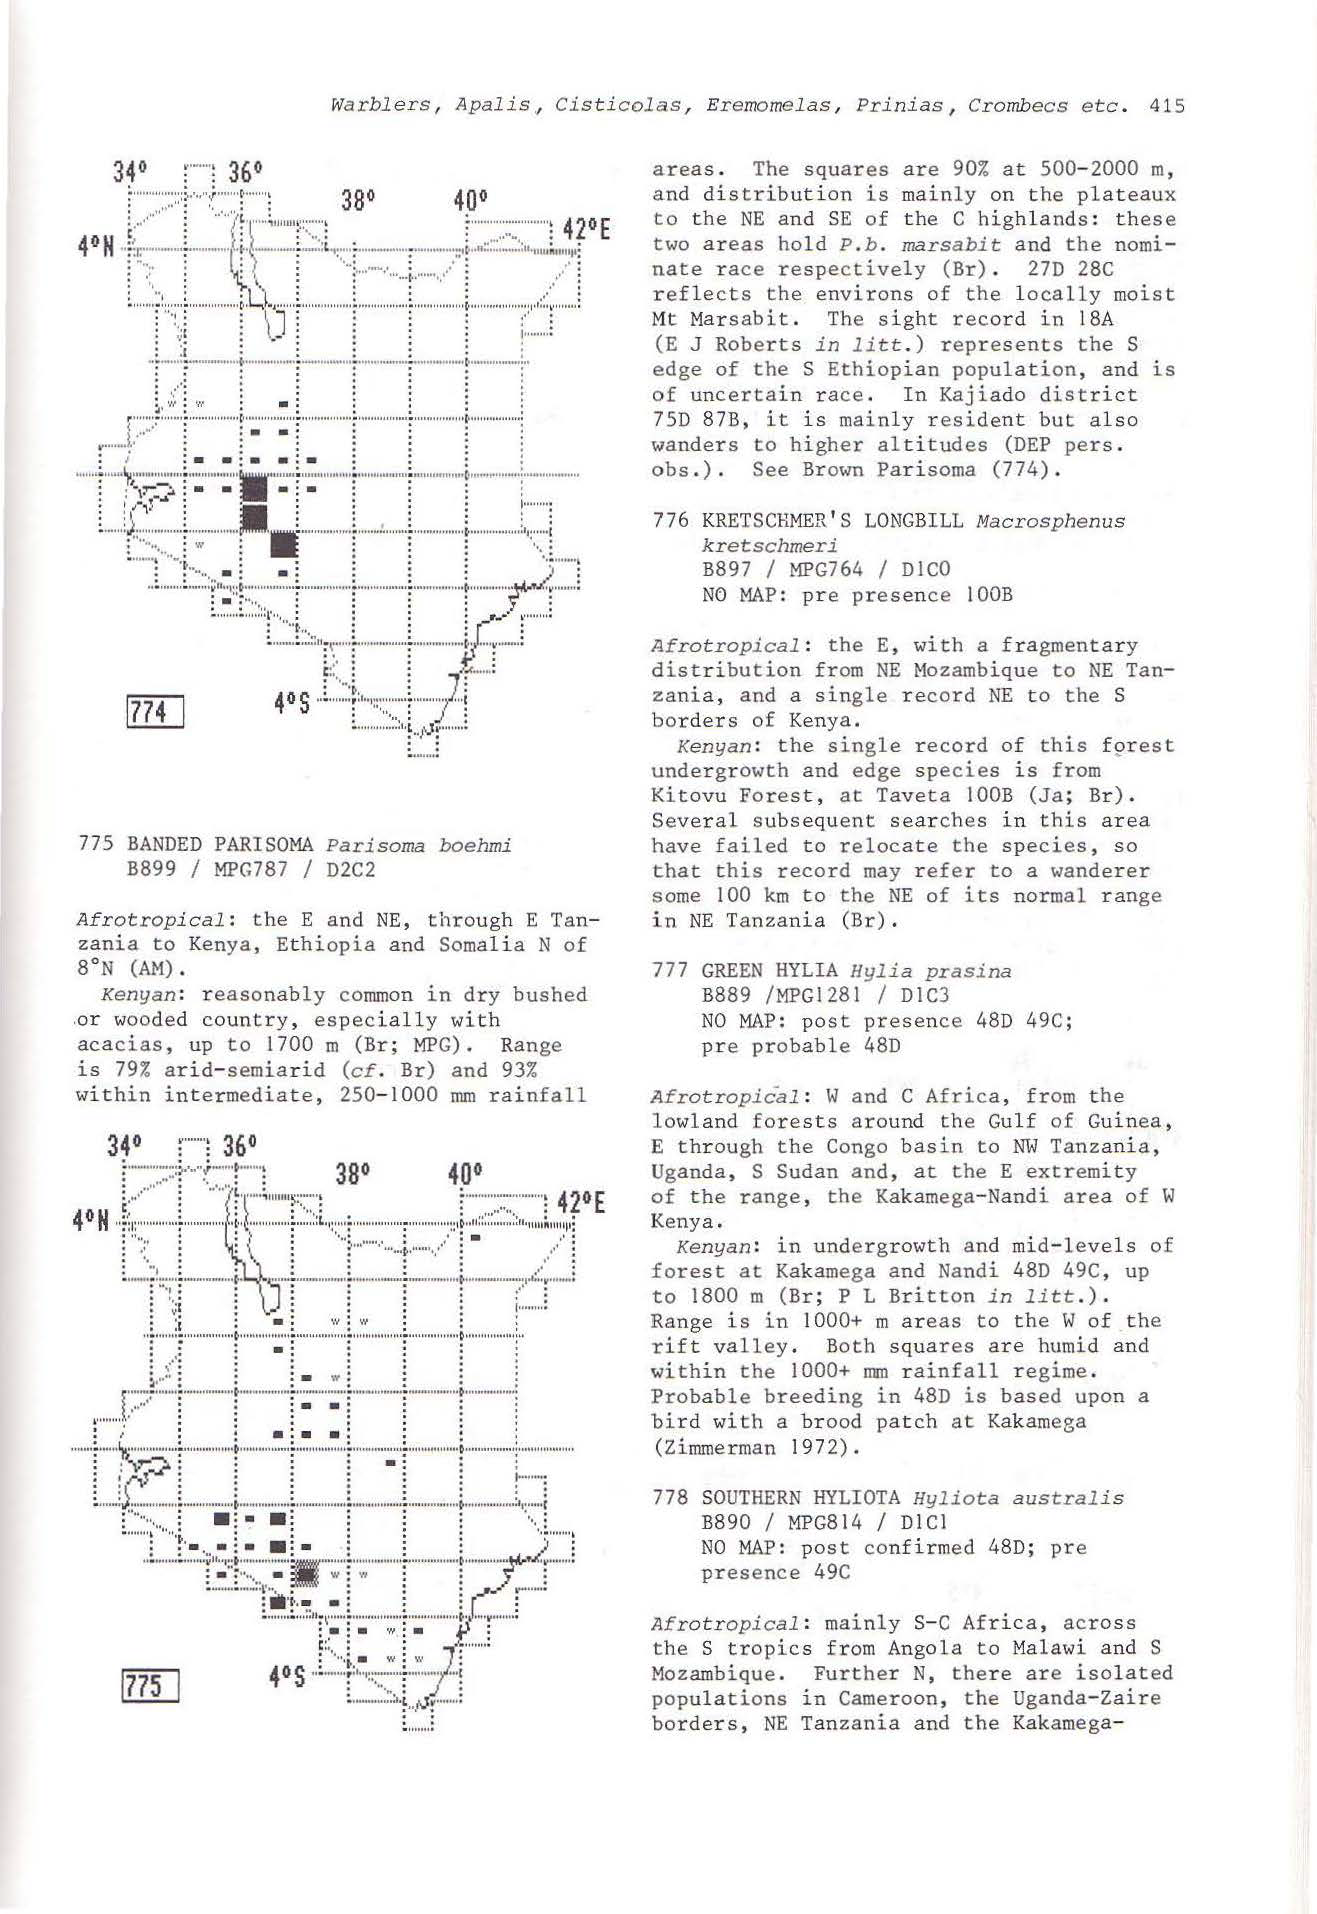 Warblers, Apalis, Cisticolas, Eremomelas, Prinias, Crombecs etc. 415
34° 36°
38° 40°
42°E
4°N
w w
w
774
4°S
775 BANDED PARISOMA Parisoma boehmi
B899 / MPG787 / D2C2
Afrotropical: the E and NE, through E Tan-
zania to Kenya, Ethiopia and Somalia N of
8°N (AM).
Kenyan: reasonably common in dry bushed
or wooded country, especially with
acacias, up to 1700 m (Br; MPG). Range
is 79% arid-semiarid (cf. Br) and 93%
within intermediate, 250-1000 mm rainfall
34° 36°
38° 40°
42°E
4°N
w w
w
w w
w
w w
775
4°S
areas. The squares are 90% at 500-2000 m,
and distribution is mainly on the plateaux
to the NE and SE of the C highlands: these
two areas hold P.b. marsabit and the nomi-
nate race respectively (Br). 27D 28C
reflects the environs of the locally moist
Mt Marsabit. The sight record in 18A
(E J Roberts in litt.) represents the S
edge of the S Ethiopian population, and is
of uncertain race. In Kajiado district
75D 87B, it is mainly resident but also
wanders to higher altitudes (DEP pers.
obs.). See Brown Parisoma (774).
776 KRETSCHMER'S LONGBILL Macrosphenus
kretschmeri
B897 / MPG764 / D1C0
NO MAP: pre presence 100B
Afrotropical: the E, with a fragmentary
distribution from NE Mozambique to NE Tan-
zania, and a single record NE to the S
borders of Kenya.
Kenyan: the single record of this forest
undergrowth and edge species is from
Kitovu Forest, at Taveta 100B (Ja; Br).
Several subsequent searches in this area
have failed to relocate the species, so
that this record may refer to a wanderer
some 100 km to the NE of its normal range
in NE Tanzania (Br).
777 GREEN HYLIA Hylia prasina
B889 /MPG1281 / D1C3
NO MAP: post presence 48D 49C;
pre probable 48D
Afrotropical: W and C Africa, from the
lowland forests around the Gulf of Guinea,
E through the Congo basin to NW Tanzania,
Uganda, S Sudan and, at the E extremity
of the range, the Kakamega-Nandi area of W
Kenya.
Kenyan: in undergrowth and mid-levels of
forest at Kakamega and Nandi 48D 49C, up
to 1800 m (Br; P L Britton in litt.).
Range is in 1000+ m areas to the W of the
rift valley. Both squares are humid and
within the 1000+ mm rainfall regime.
Probable breeding in 48D is based upon a
bird with a brood patch at Kakamega
(Zimmerman 1972).
778 SOUTHERN HYLIOTA Hyliota australis
B890 / MPG814 / D1C1
NO MAP: post confirmed 48D; pre
presence 49C
Afrotropical: mainly S-C Africa, across
the S tropics from Angola to Malawi and S
Mozambique. Further N, there are isolated
populations in Cameroon, the Uganda-Zaire
borders, NE Tanzania and the Kakamega-